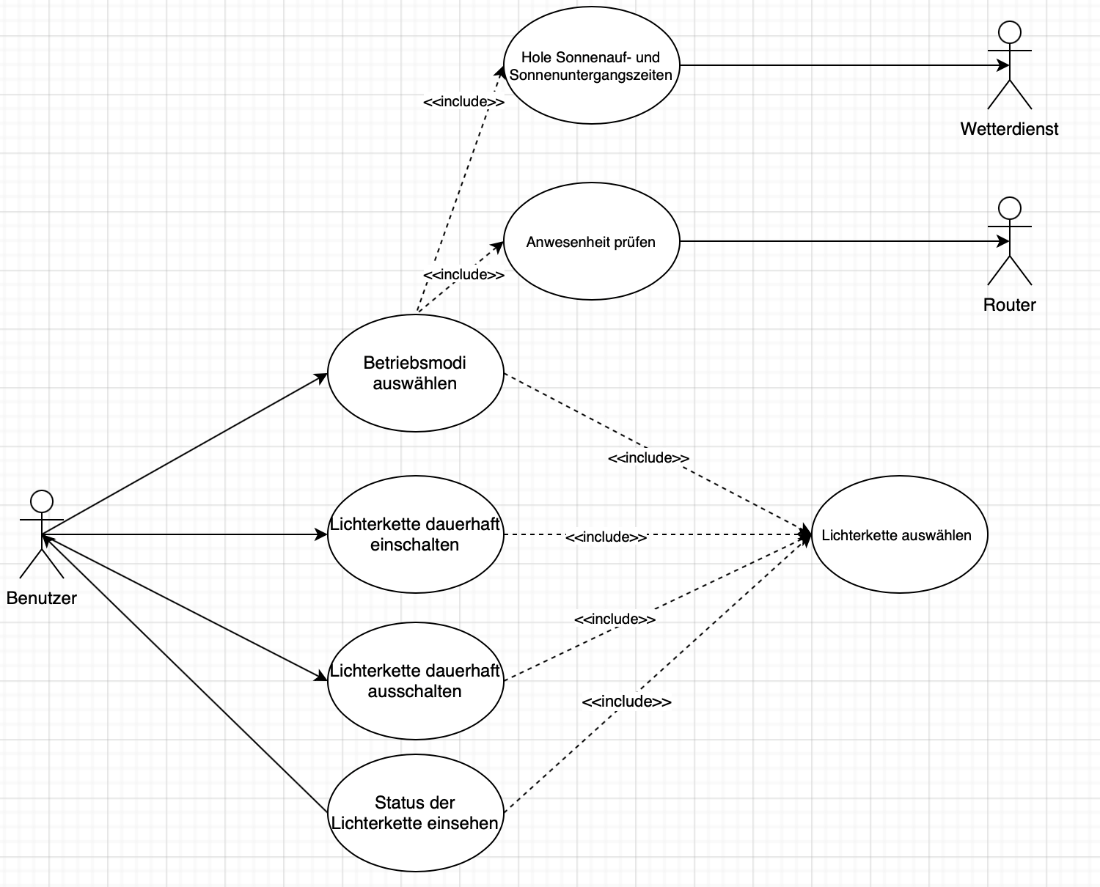 Hole Sonnenauf- und
Sonnenuntergangszeiten
Wetterdienst
<<include>>
Anwesenheit prüfen
Router
<<include>>
Betriebsmodi
auswählen
<<include>>
Benutzer
Lichterkette dauerhaft
einschalten
<<include>>
Lichterkette auswählen
Lichterkette dauerhaft
ausschalten
<<include>>
Status der
Lichterkette einsehen
<<include>>